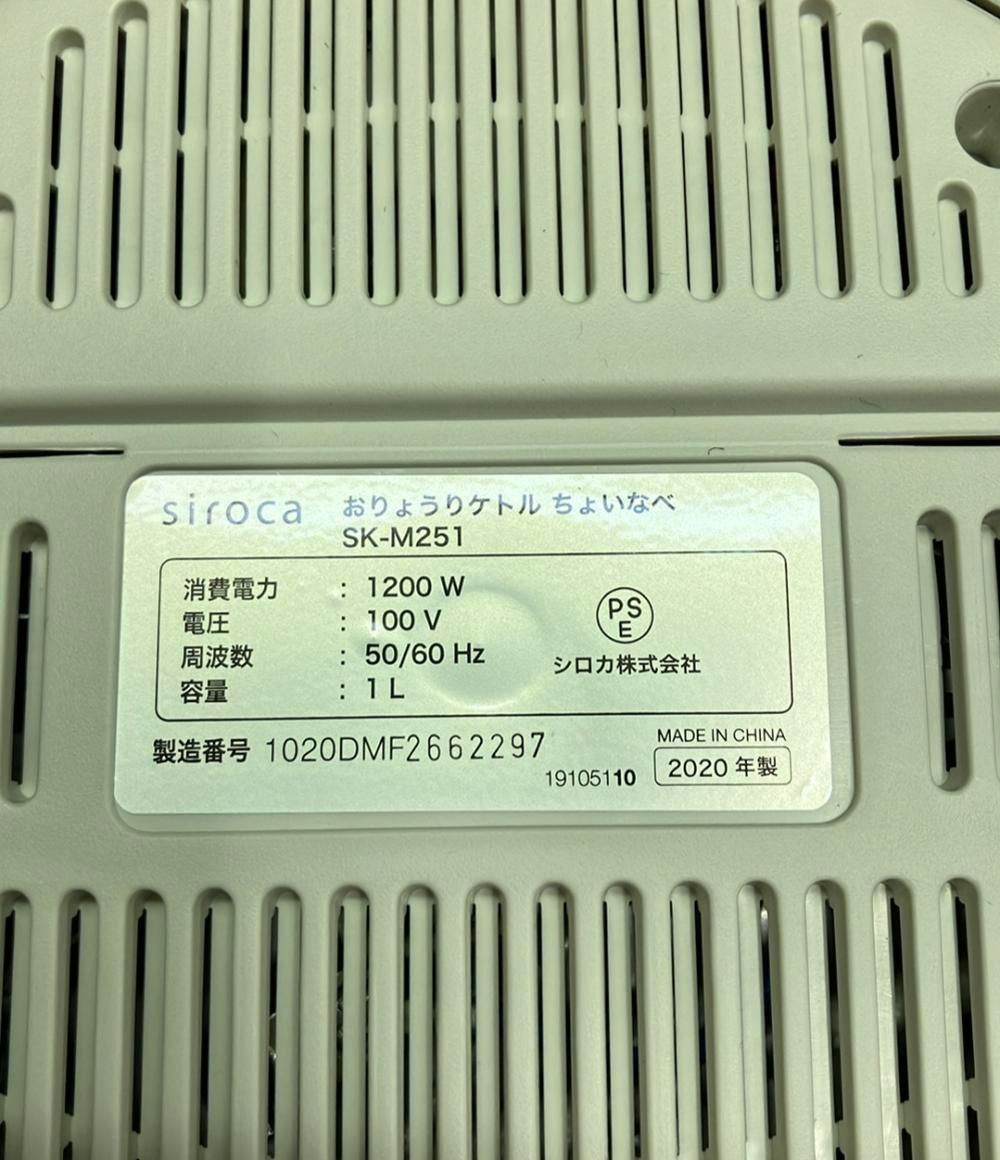 siroca おりょうりケトル ちょいなべ
SK-M251
消費電力 : 1200 W
電圧 : 100 V
周波数 : 50/60 Hz
容量 : 1 L
PS
E
シロカ株式会社
製造番号 1020DMF2662297
MADE IN CHINA
19105110
2020 年製